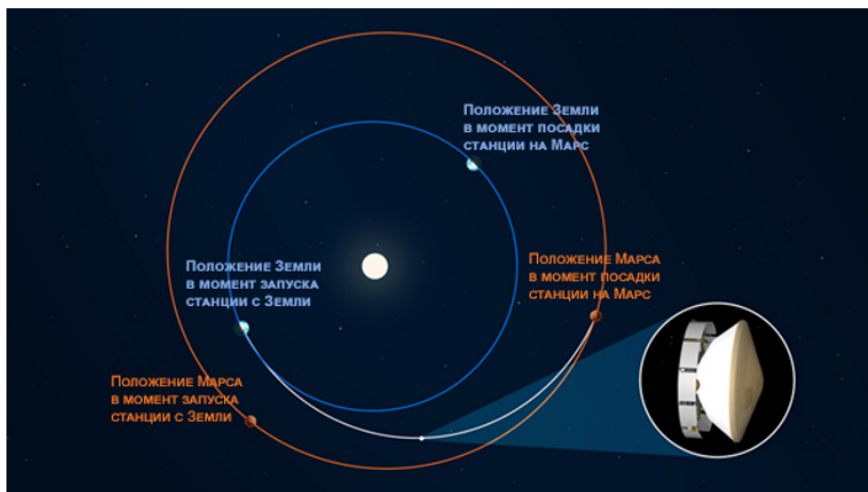 Положение Земли
в момент посадки
станции на Марс
Положение Земли
в момент запуска
станции с Земли
Положение Марса
в момент посадки
станции на Марс
Положение Марса
в момент запуска
станции с Земли